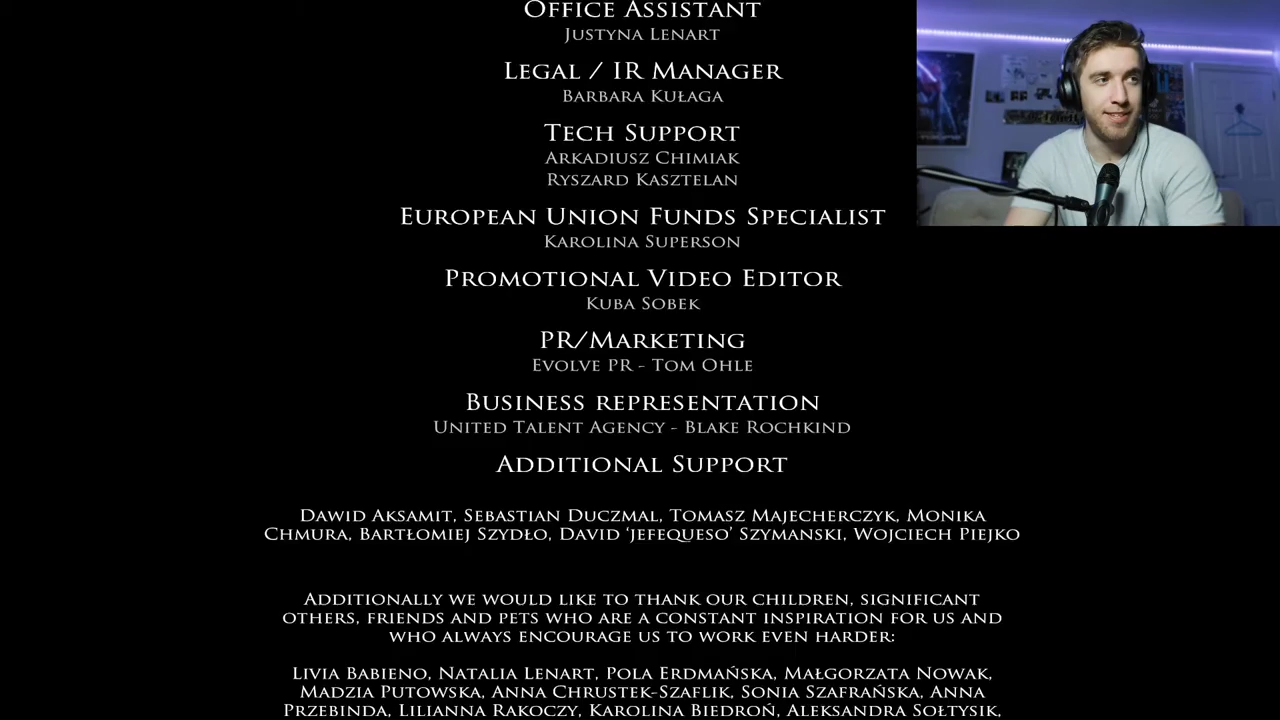 Office Assistant
Justyna Lenart
Legal / IR Manager
Barbara Kułaga
Tech Support
Arkadiusz Chimiak
Ryszard Kasztelan
European Union Funds Specialist
Karolina Superson
Promotional Video Editor
Kuba Sobek
PR/Marketing
Evolve PR - Tom Ohle
Business representation
United Talent Agency - Blake Rochkind
Additional Support
Dawid Aksamit, Sebastian Duczmal, Tomasz Majecherczyk, Monika
Chmura, Bartłomiej Szydło, David ‘jefequeso’ Szymanski, Wojciech Piejko
Additionally we would like to thank our children, significant
others, friends and pets who are a constant inspiration for us and
who always encourage us to work even harder:
Livia Babieno, Natalia Lenart, Pola Erdmańska, Małgorzata Nowak,
Madzia Putowska, Anna Chrustek-Szaflik, Sonia Szafrańska, Anna
Przebinda, Lilianna Rakoczy, Karolina Biedroń, Aleksandra Sołtysik,